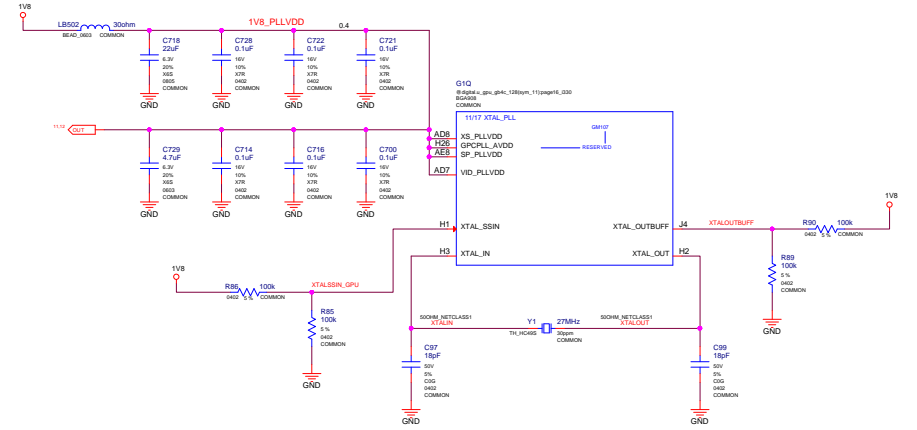 1V8
LB502 30ohm
BEAD_0603 COMMON
1V8_PLLVDD
0.4
C718
22uF
6.3V
20%
X6S
0805
COMMON
GND
C728
0.1uF
16V
10%
X7R
0402
COMMON
GND
C722
0.1uF
16V
10%
X7R
0402
COMMON
GND
C721
0.1uF
16V
10%
X7R
0402
COMMON
GND
11,12 OUT
C729
4.7uF
6.3V
20%
X6S
0603
COMMON
GND
C714
0.1uF
16V
10%
X7R
0402
COMMON
GND
C716
0.1uF
16V
10%
X7R
0402
COMMON
GND
C700
0.1uF
16V
10%
X7R
0402
COMMON
GND
G1Q
@digital.u_gpu_gb4c_128(sym_11):page16_i330
BGA908
COMMON
11/17 XTAL_PLL
GM107
RESERVED
AD8 XS_PLLVDD
H26 GPCPLL_AVDD
AE8 SP_PLLVDD
AD7 VID_PLLVDD
H1 XTAL_SSIN
H3 XTAL_IN
XTAL_OUTBUFF J4
XTAL_OUT H2
XTALOUTBUFF
R90 100k
0402 5 % COMMON
1V8
R89
100k
5 %
0402
COMMON
GND
1V8
R86 100k
0402 5 % COMMON
XTALSSIN_GPU
R85
100k
5 %
0402
COMMON
GND
50OHM_NETCLASS1
XTALIN
Y1 27MHz
TH_HC49S 30ppm
COMMON
50OHM_NETCLASS1
XTALOUT
C97
18pF
50V
5%
C0G
0402
COMMON
GND
C99
18pF
50V
5%
C0G
0402
COMMON
GND